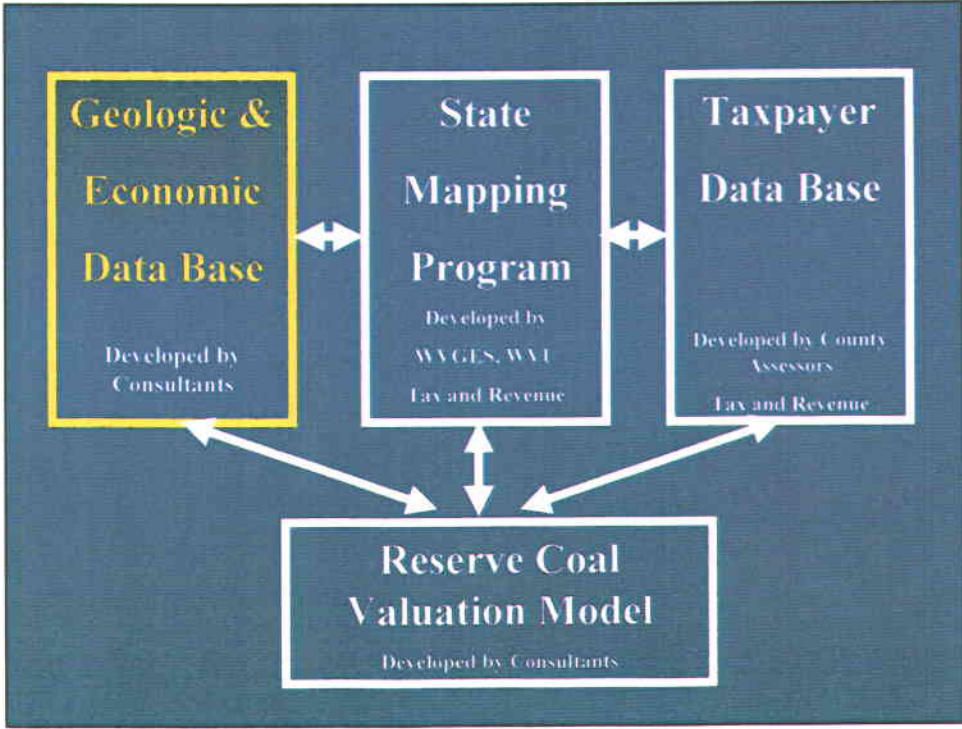 Geologic &
Economic
Data Base
Developed by
Consultants
State
Mapping
Program
Developed by
WVGES, WVU
Tax and Revenue
Taxpayer
Data Base
Developed by County
Assessors
Tax and Revenue
Reserve Coal
Valuation Model
Developed by Consultants